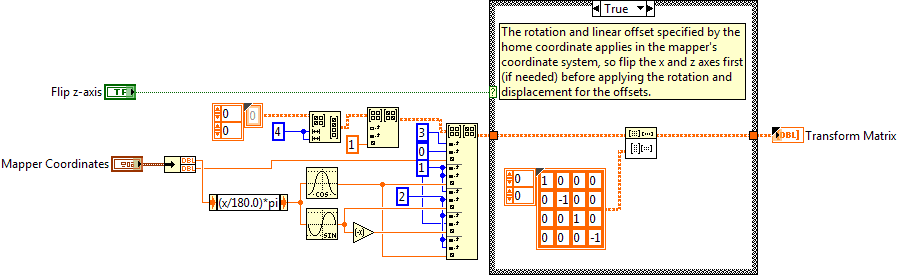 True
The rotation and linear offset specified by the
home coordinate applies in the mapper's
coordinate system, so flip the x and z axes first
(if needed) before applying the rotation and
displacement for the offsets.
Flip z-axis
TF
?
0
0
0
4
1
3
0
1
DBL
Transform Matrix
Mapper Coordinates
DBL
DBL
(x/180.0)*pi
COS
2
SIN
-x
0
0
1 0 0 0
0 -1 0 0
0 0 1 0
0 0 0 -1